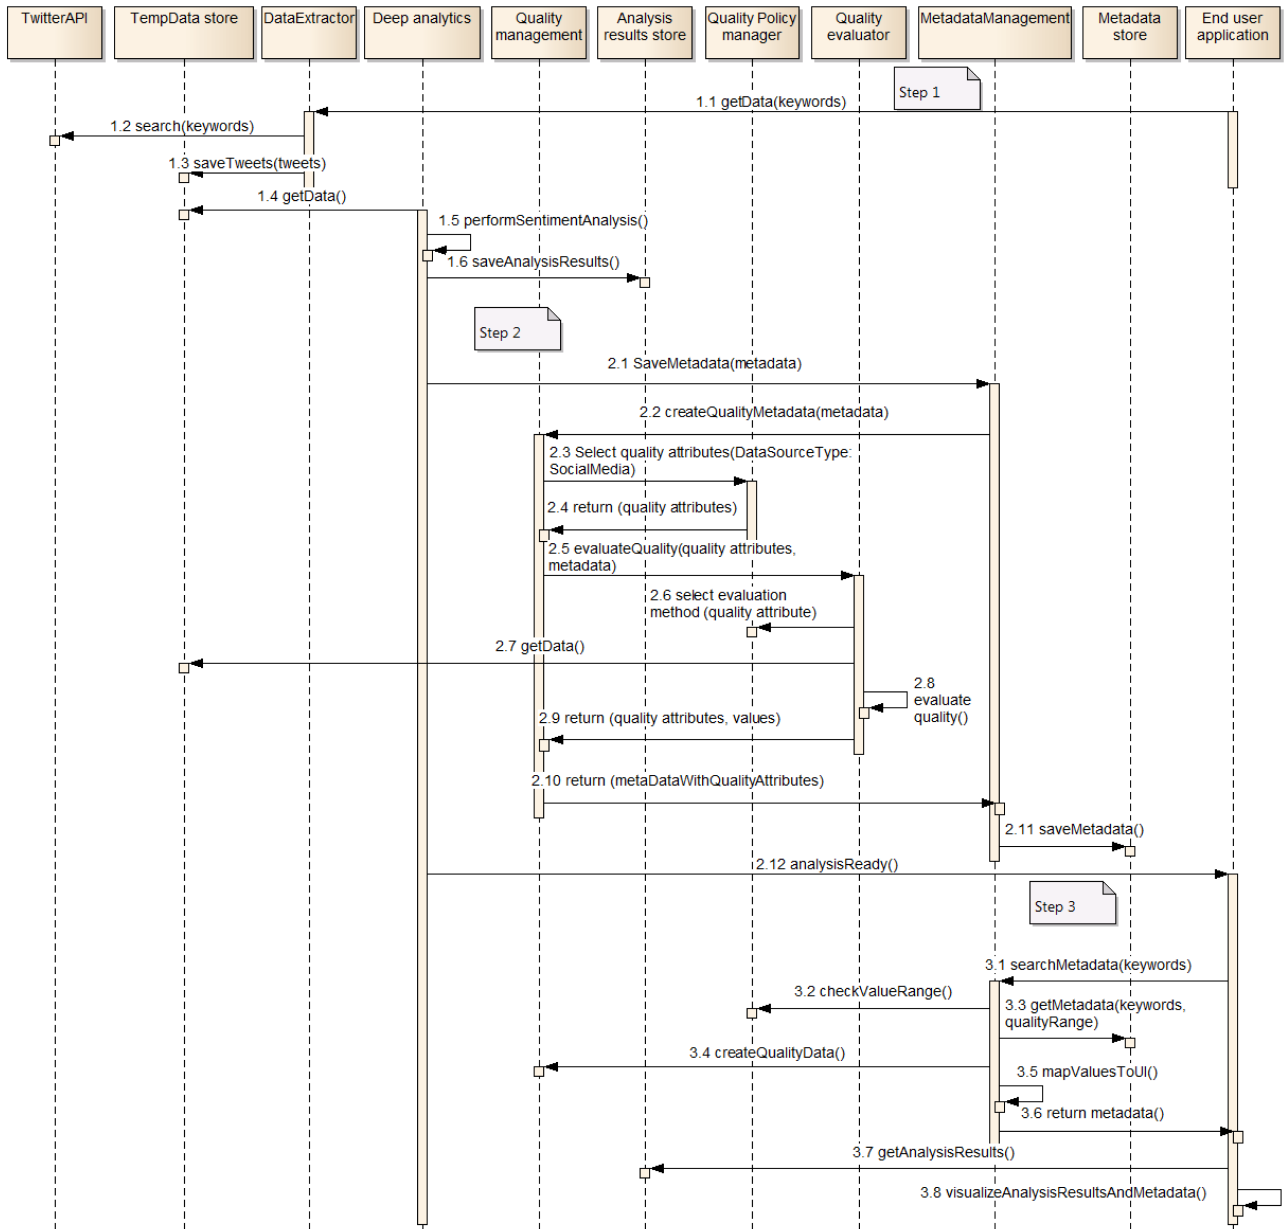 TwitterAPI
TempData store
DataExtractor
Deep analytics
Quality
management
Analysis
results store
Quality Policy
manager
Quality
evaluator
MetadataManagement
Metadata
store
End user
application
Step 1
1.1 getData(keywords)
1.2 search(keywords)
1.3 saveTweets(tweets)
1.4 getData()
1.5 performSentimentAnalysis()
1.6 saveAnalysisResults()
Step 2
2.1 SaveMetadata(metadata)
2.2 createQualityMetadata(metadata)
2.3 Select quality attributes(DataSourceType:
SocialMedia)
2.4 return (quality attributes)
2.5 evaluateQuality(quality attributes,
metadata)
2.6 select evaluation
method (quality attribute)
2.7 getData()
2.8
evaluate
quality()
2.9 return (quality attributes, values)
2.10 return (metaDataWithQualityAttributes)
2.11 saveMetadata()
2.12 analysisReady()
Step 3
3.1 searchMetadata(keywords)
3.2 checkValueRange()
3.3 getMetadata(keywords,
qualityRange)
3.4 createQualityData()
3.5 mapValuesToUI()
3.6 return metadata()
3.7 getAnalysisResults()
3.8 visualizeAnalysisResultsAndMetadata()